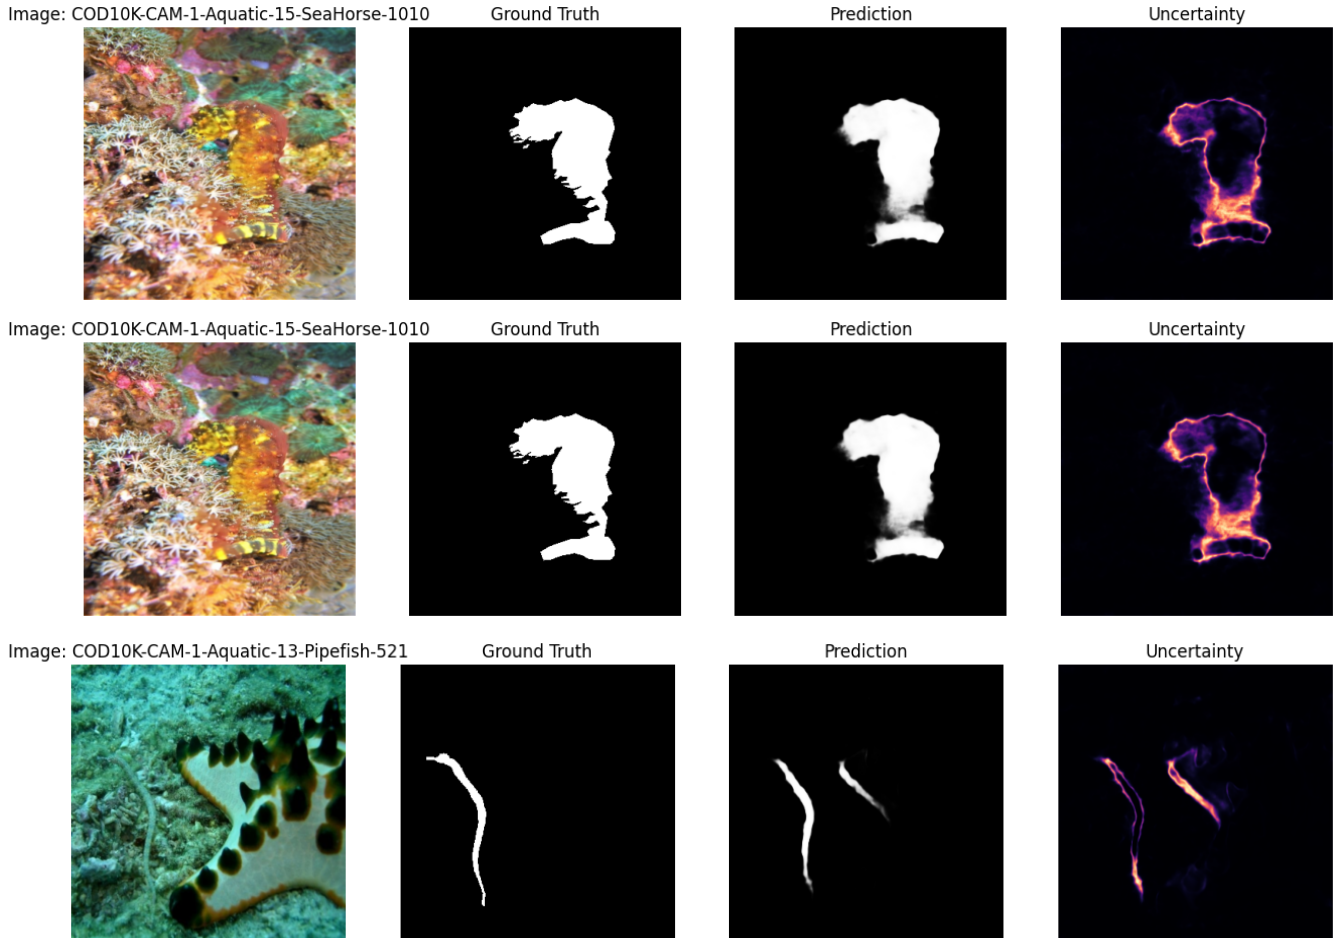 Image: COD10K-CAM-1-Aquatic-15-SeaHorse-1010 Ground Truth Prediction Uncertainty
Image: COD10K-CAM-1-Aquatic-15-SeaHorse-1010 Ground Truth Prediction Uncertainty
Image: COD10K-CAM-1-Aquatic-13-Pipefish-521 Ground Truth Prediction Uncertainty